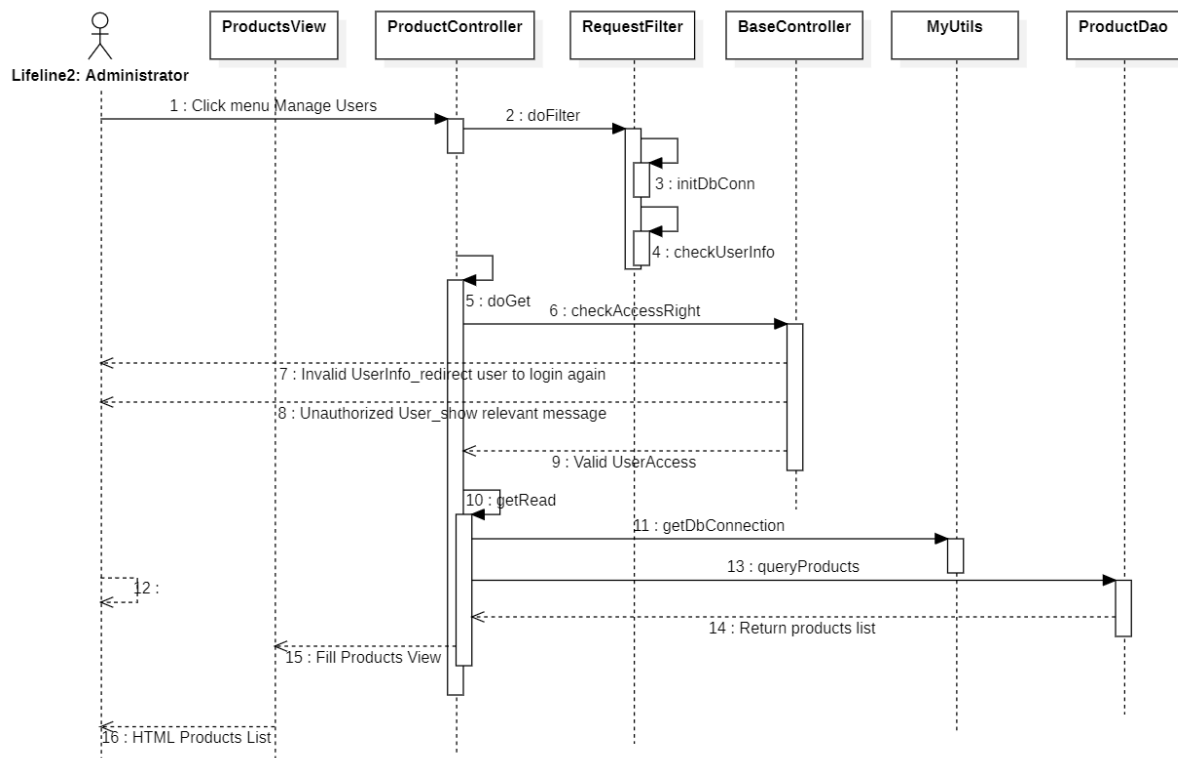 ProductsView
ProductController
RequestFilter
BaseController
MyUtils
ProductDao
Lifeline2: Administrator
1 : Click menu Manage Users
2 : doFilter
3 : initDbConn
4 : checkUserInfo
5 : doGet
6 : checkAccessRight
7 : Invalid UserInfo_redirect user to login again
8 : Unauthorized User_show relevant message
9 : Valid UserAccess
10 : getRead
11 : getDbConnection
12 :
13 : queryProducts
14 : Return products list
15 : Fill Products View
16 : HTML Products List